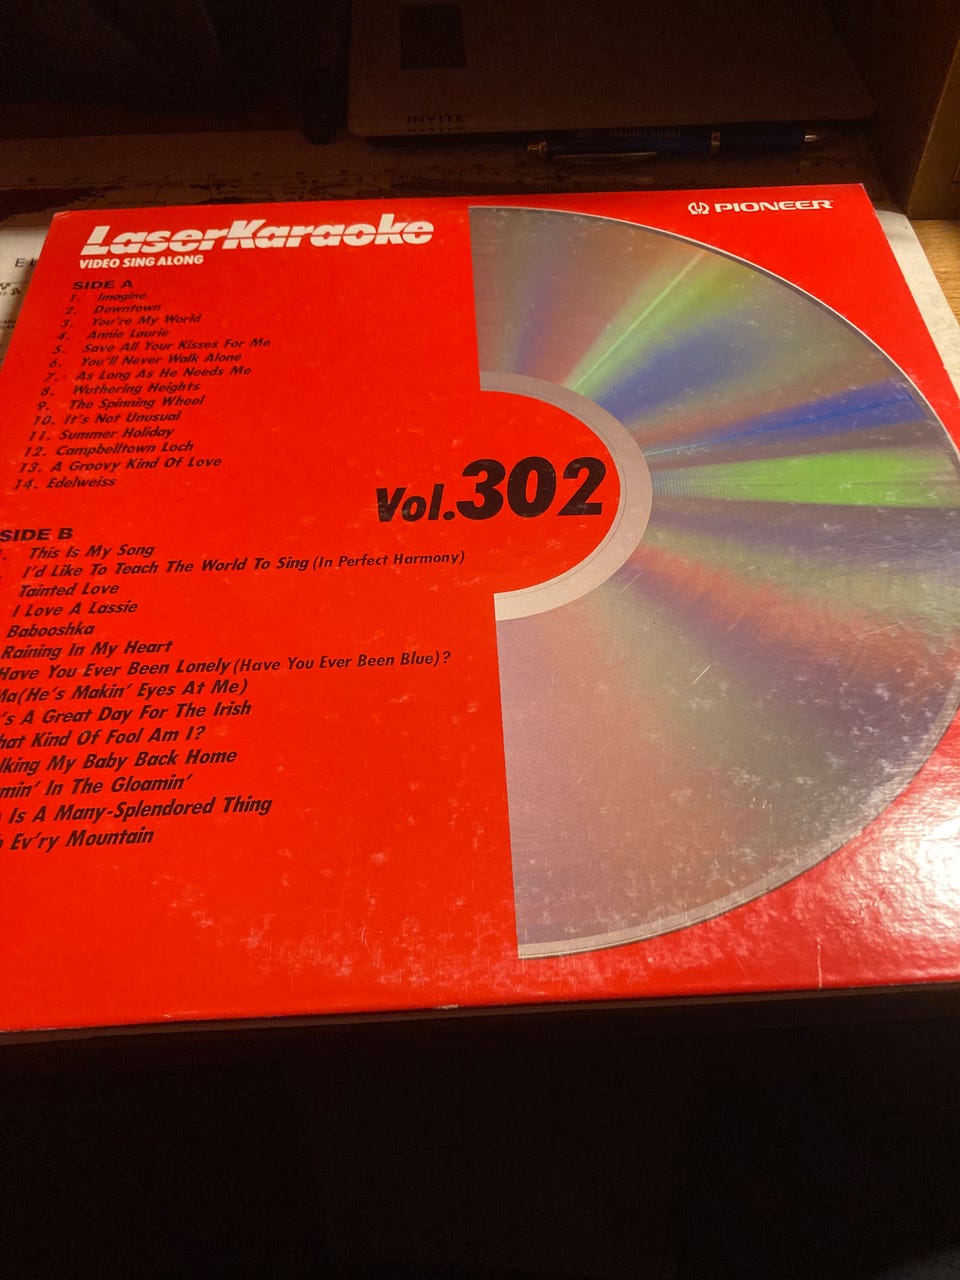 INVITE
PIONEER
LaserKaraoke
VIDEO SING ALONG
SIDE A
1. Imagine
2. Downtown
3. You're My World
4. Annie Laurie
5. Save All Your Kisses For Me
6. You'll Never Walk Alone
7. As Long As He Needs Me
8. Wuthering Heights
9. The Spinning Wheel
10. It's Not Unusual
11. Summer Holiday
12. Campbelltown Loch
13. A Groovy Kind Of Love
14. Edelweiss
Vol.302
SIDE B
This Is My Song
I'd Like To Teach The World To Sing (In Perfect Harmony)
Tainted Love
I Love A Lassie
Babooshka
Raining In My Heart
Have You Ever Been Lonely (Have You Ever Been Blue)?
Ma (He's Makin' Eyes At Me)
's A Great Day For The Irish
hat Kind Of Fool Am I?
lking My Baby Back Home
min' In The Gloamin'
Is A Many-Splendored Thing
Ev'ry Mountain